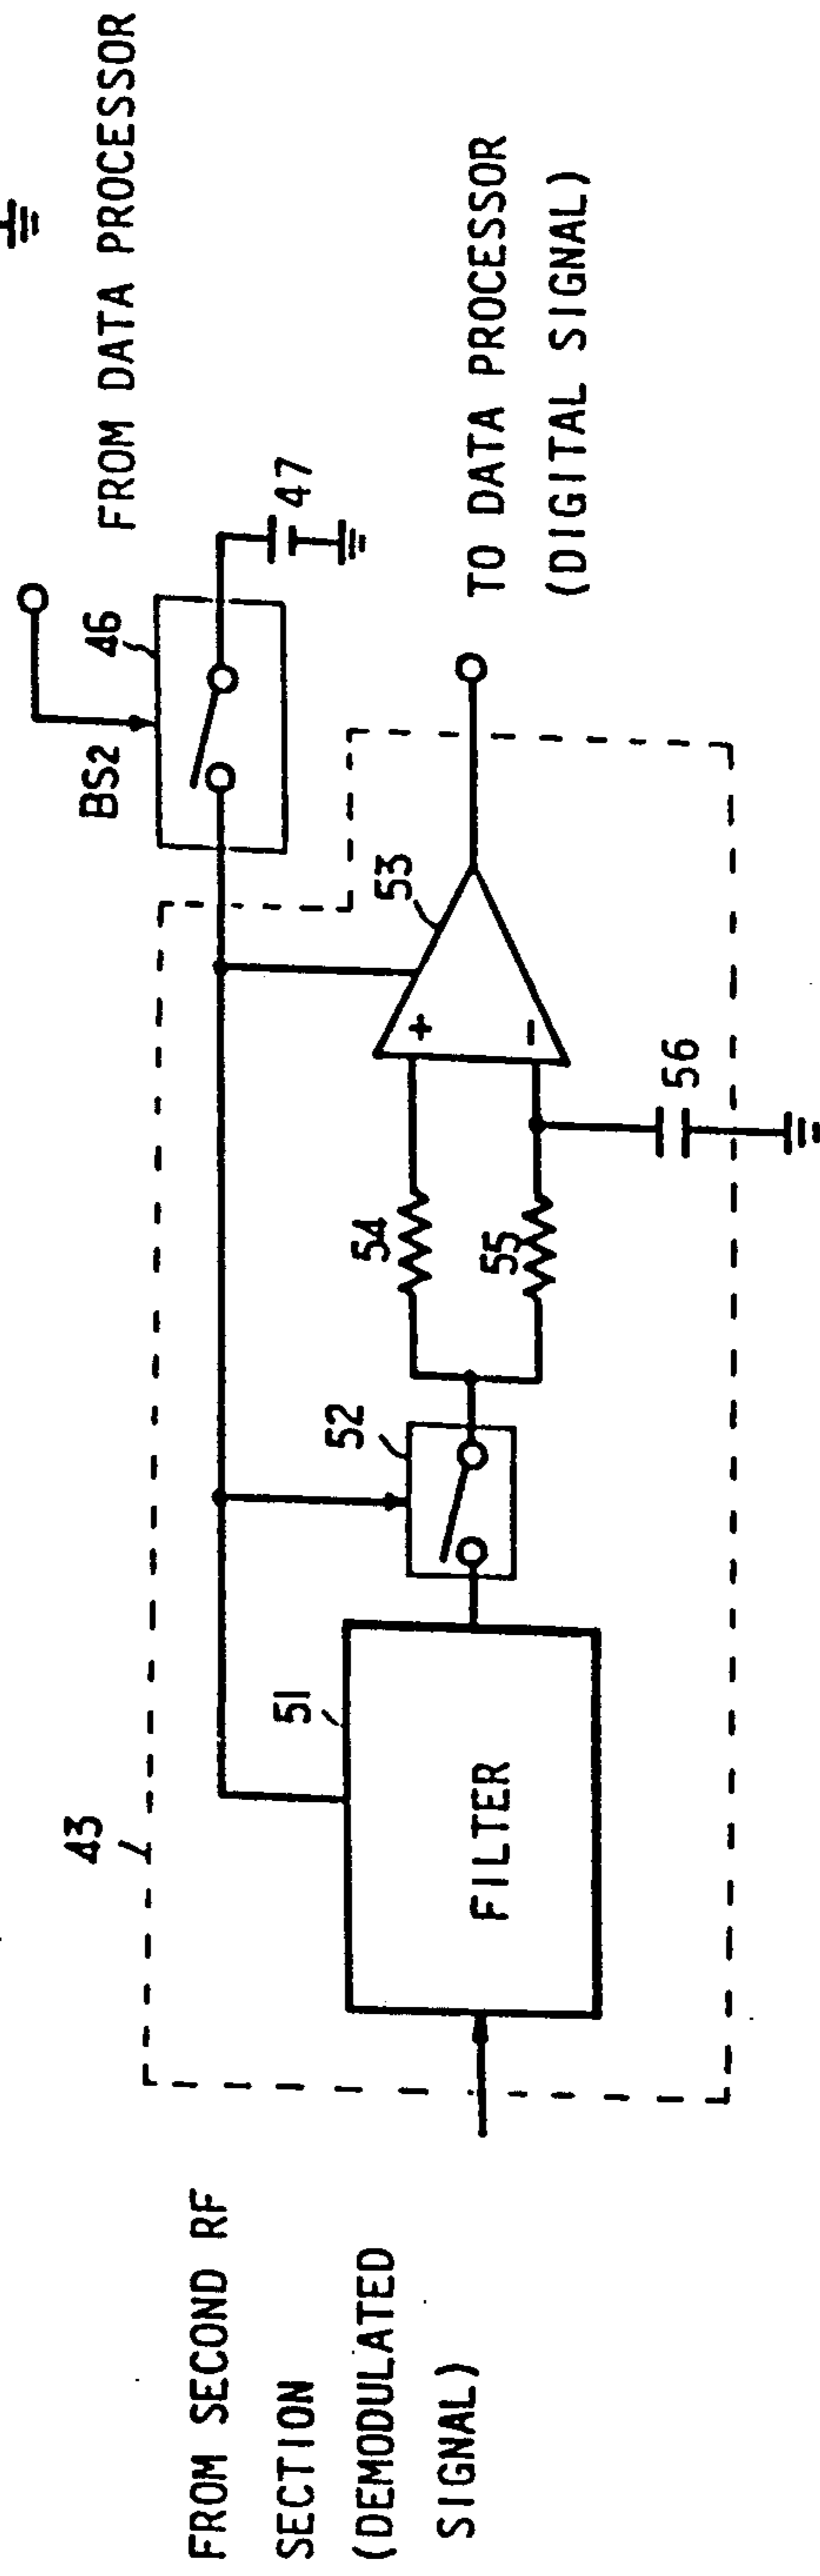 FROM DATA PROCESSOR
BS2
46
47
43
53
TO DATA PROCESSOR
(DIGITAL SIGNAL)
52
54
51
+
−
55
56
FILTER
FROM SECOND RF
SECTION
(DEMODULATED
SIGNAL)